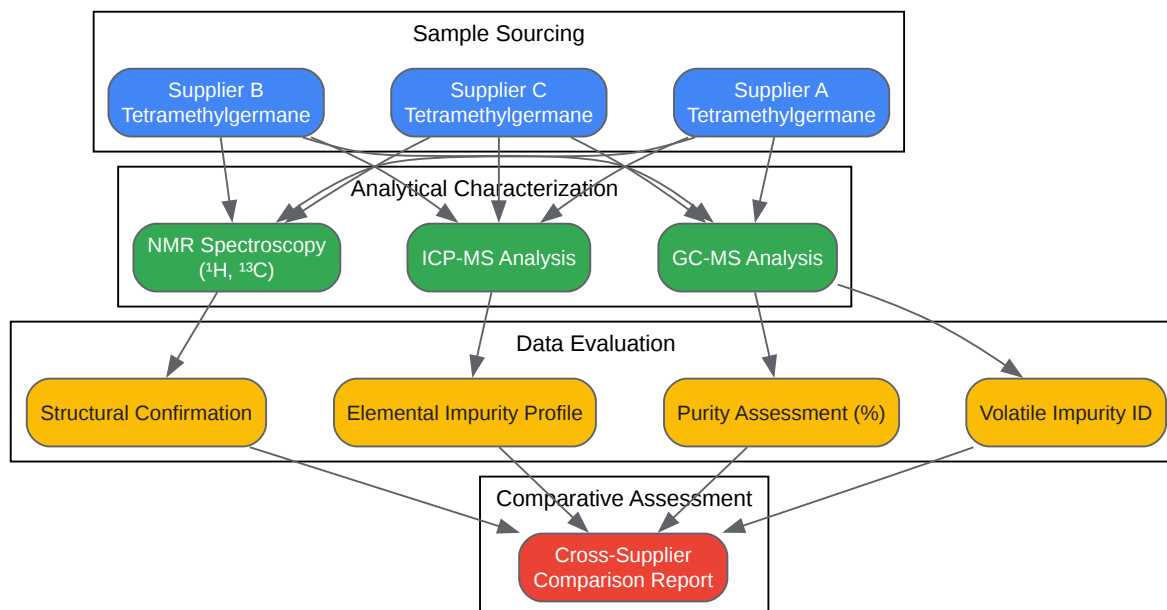 Sample Sourcing
Supplier B
Tetramethylgermane
Supplier C
Tetramethylgermane
Supplier A
Tetramethylgermane
Analytical Characterization
NMR Spectroscopy
(¹H, ¹³C)
ICP-MS Analysis
GC-MS Analysis
Data Evaluation
Structural Confirmation
Elemental Impurity Profile
Purity Assessment (%)
Volatile Impurity ID
Comparative Assessment
Cross-Supplier
Comparison Report